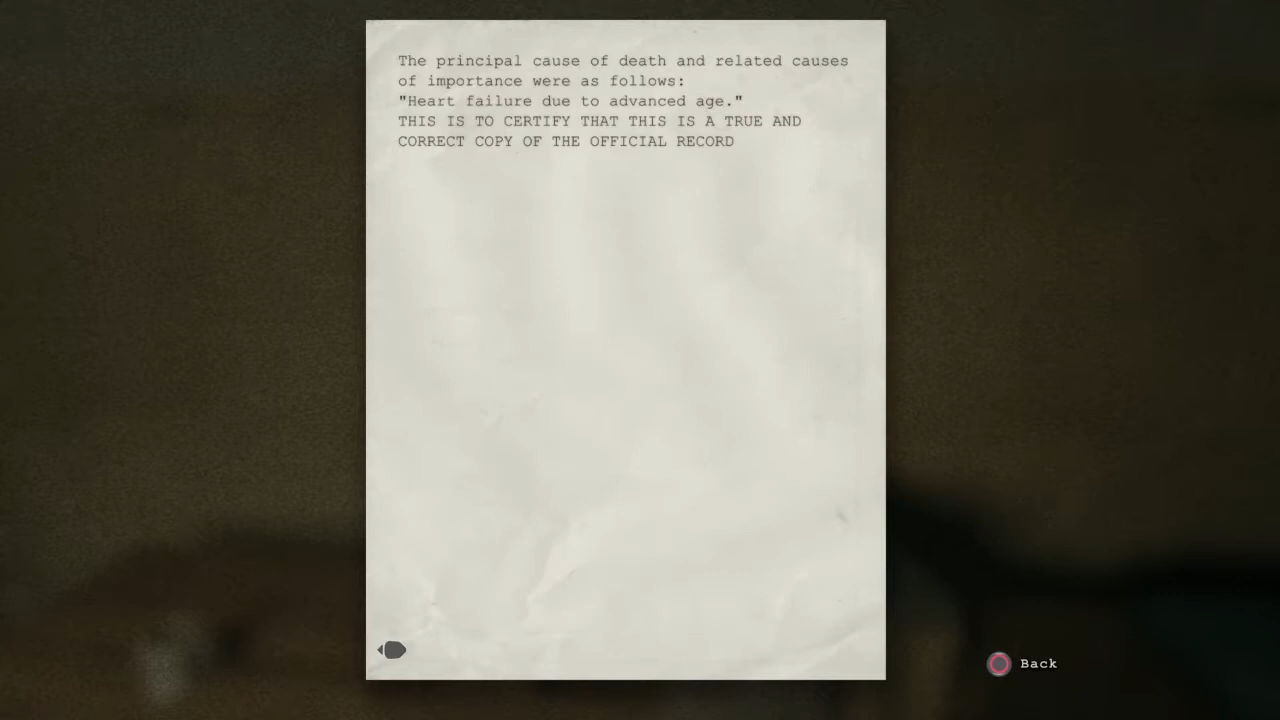 The principal cause of death and related causes
of importance were as follows:
"Heart failure due to advanced age."
THIS IS TO CERTIFY THAT THIS IS A TRUE AND
CORRECT COPY OF THE OFFICIAL RECORD
Back